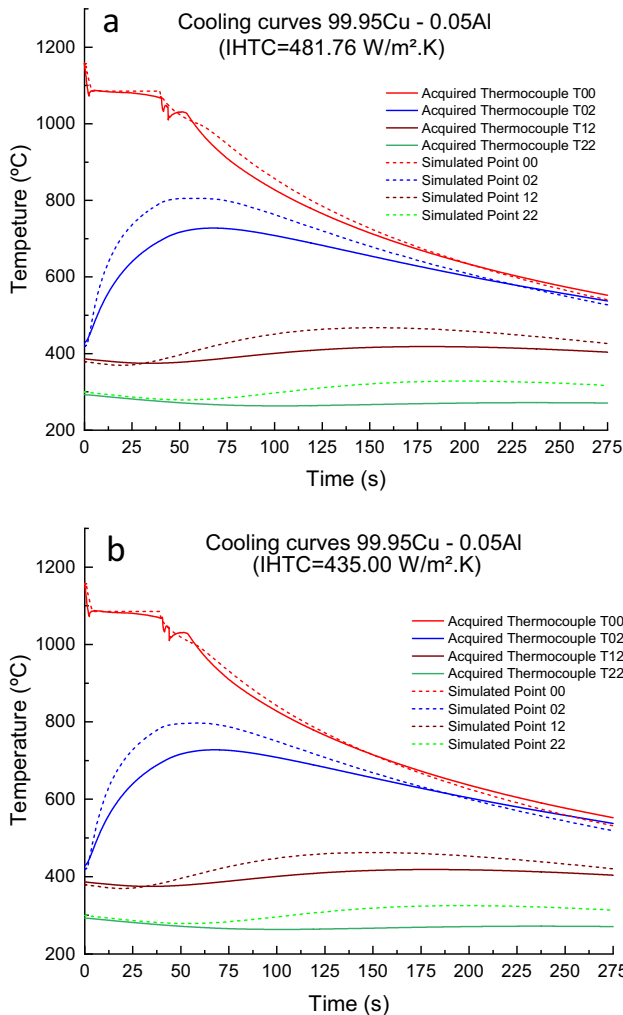 a
Cooling curves 99.95Cu - 0.05Al
(IHTC=481.76 W/m².K)
1200
1000
800
600
400
200
Tempeture (ºC)
Acquired Thermocouple T00
Acquired Thermocouple T02
Acquired Thermocouple T12
Acquired Thermocouple T22
Simulated Point 00
Simulated Point 02
Simulated Point 12
Simulated Point 22
0 25 50 75 100 125 150 175 200 225 250 275
Time (s)
b
Cooling curves 99.95Cu - 0.05Al
(IHTC=435.00 W/m².K)
1200
1000
800
600
400
200
Temperature (ºC)
Acquired Thermocouple T00
Acquired Thermocouple T02
Acquired Thermocouple T12
Acquired Thermocouple T22
Simulated Point 00
Simulated Point 02
Simulated Point 12
Simulated Point 22
0 25 50 75 100 125 150 175 200 225 250 275
Time (s)